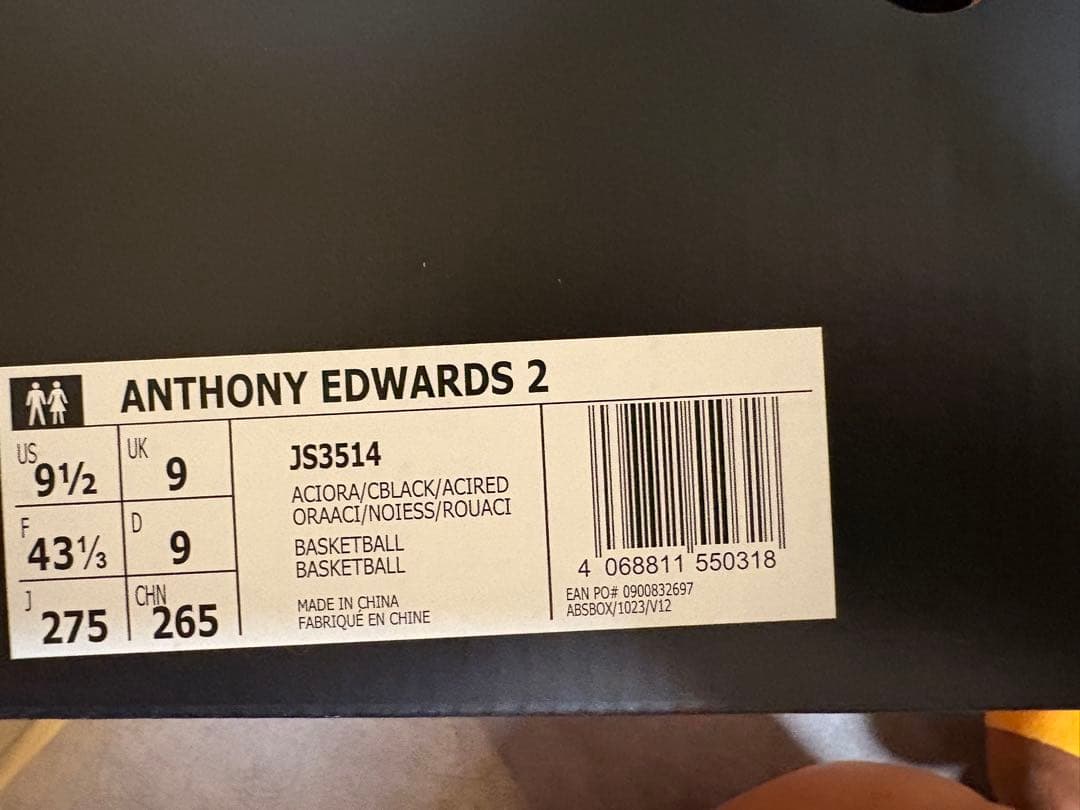 ANTHONY EDWARDS 2
US 9½ UK 9
F 43⅓ D 9
J 275 CHN 265
JS3514
ACIORA/CBLACK/ACIRED
ORAACI/NOIESS/ROUACI
BASKETBALL
BASKETBALL
MADE IN CHINA
FABRIQUÉ EN CHINE
4 068811 550318
EAN PO# 0900832697
ABSBOX/1023/V12